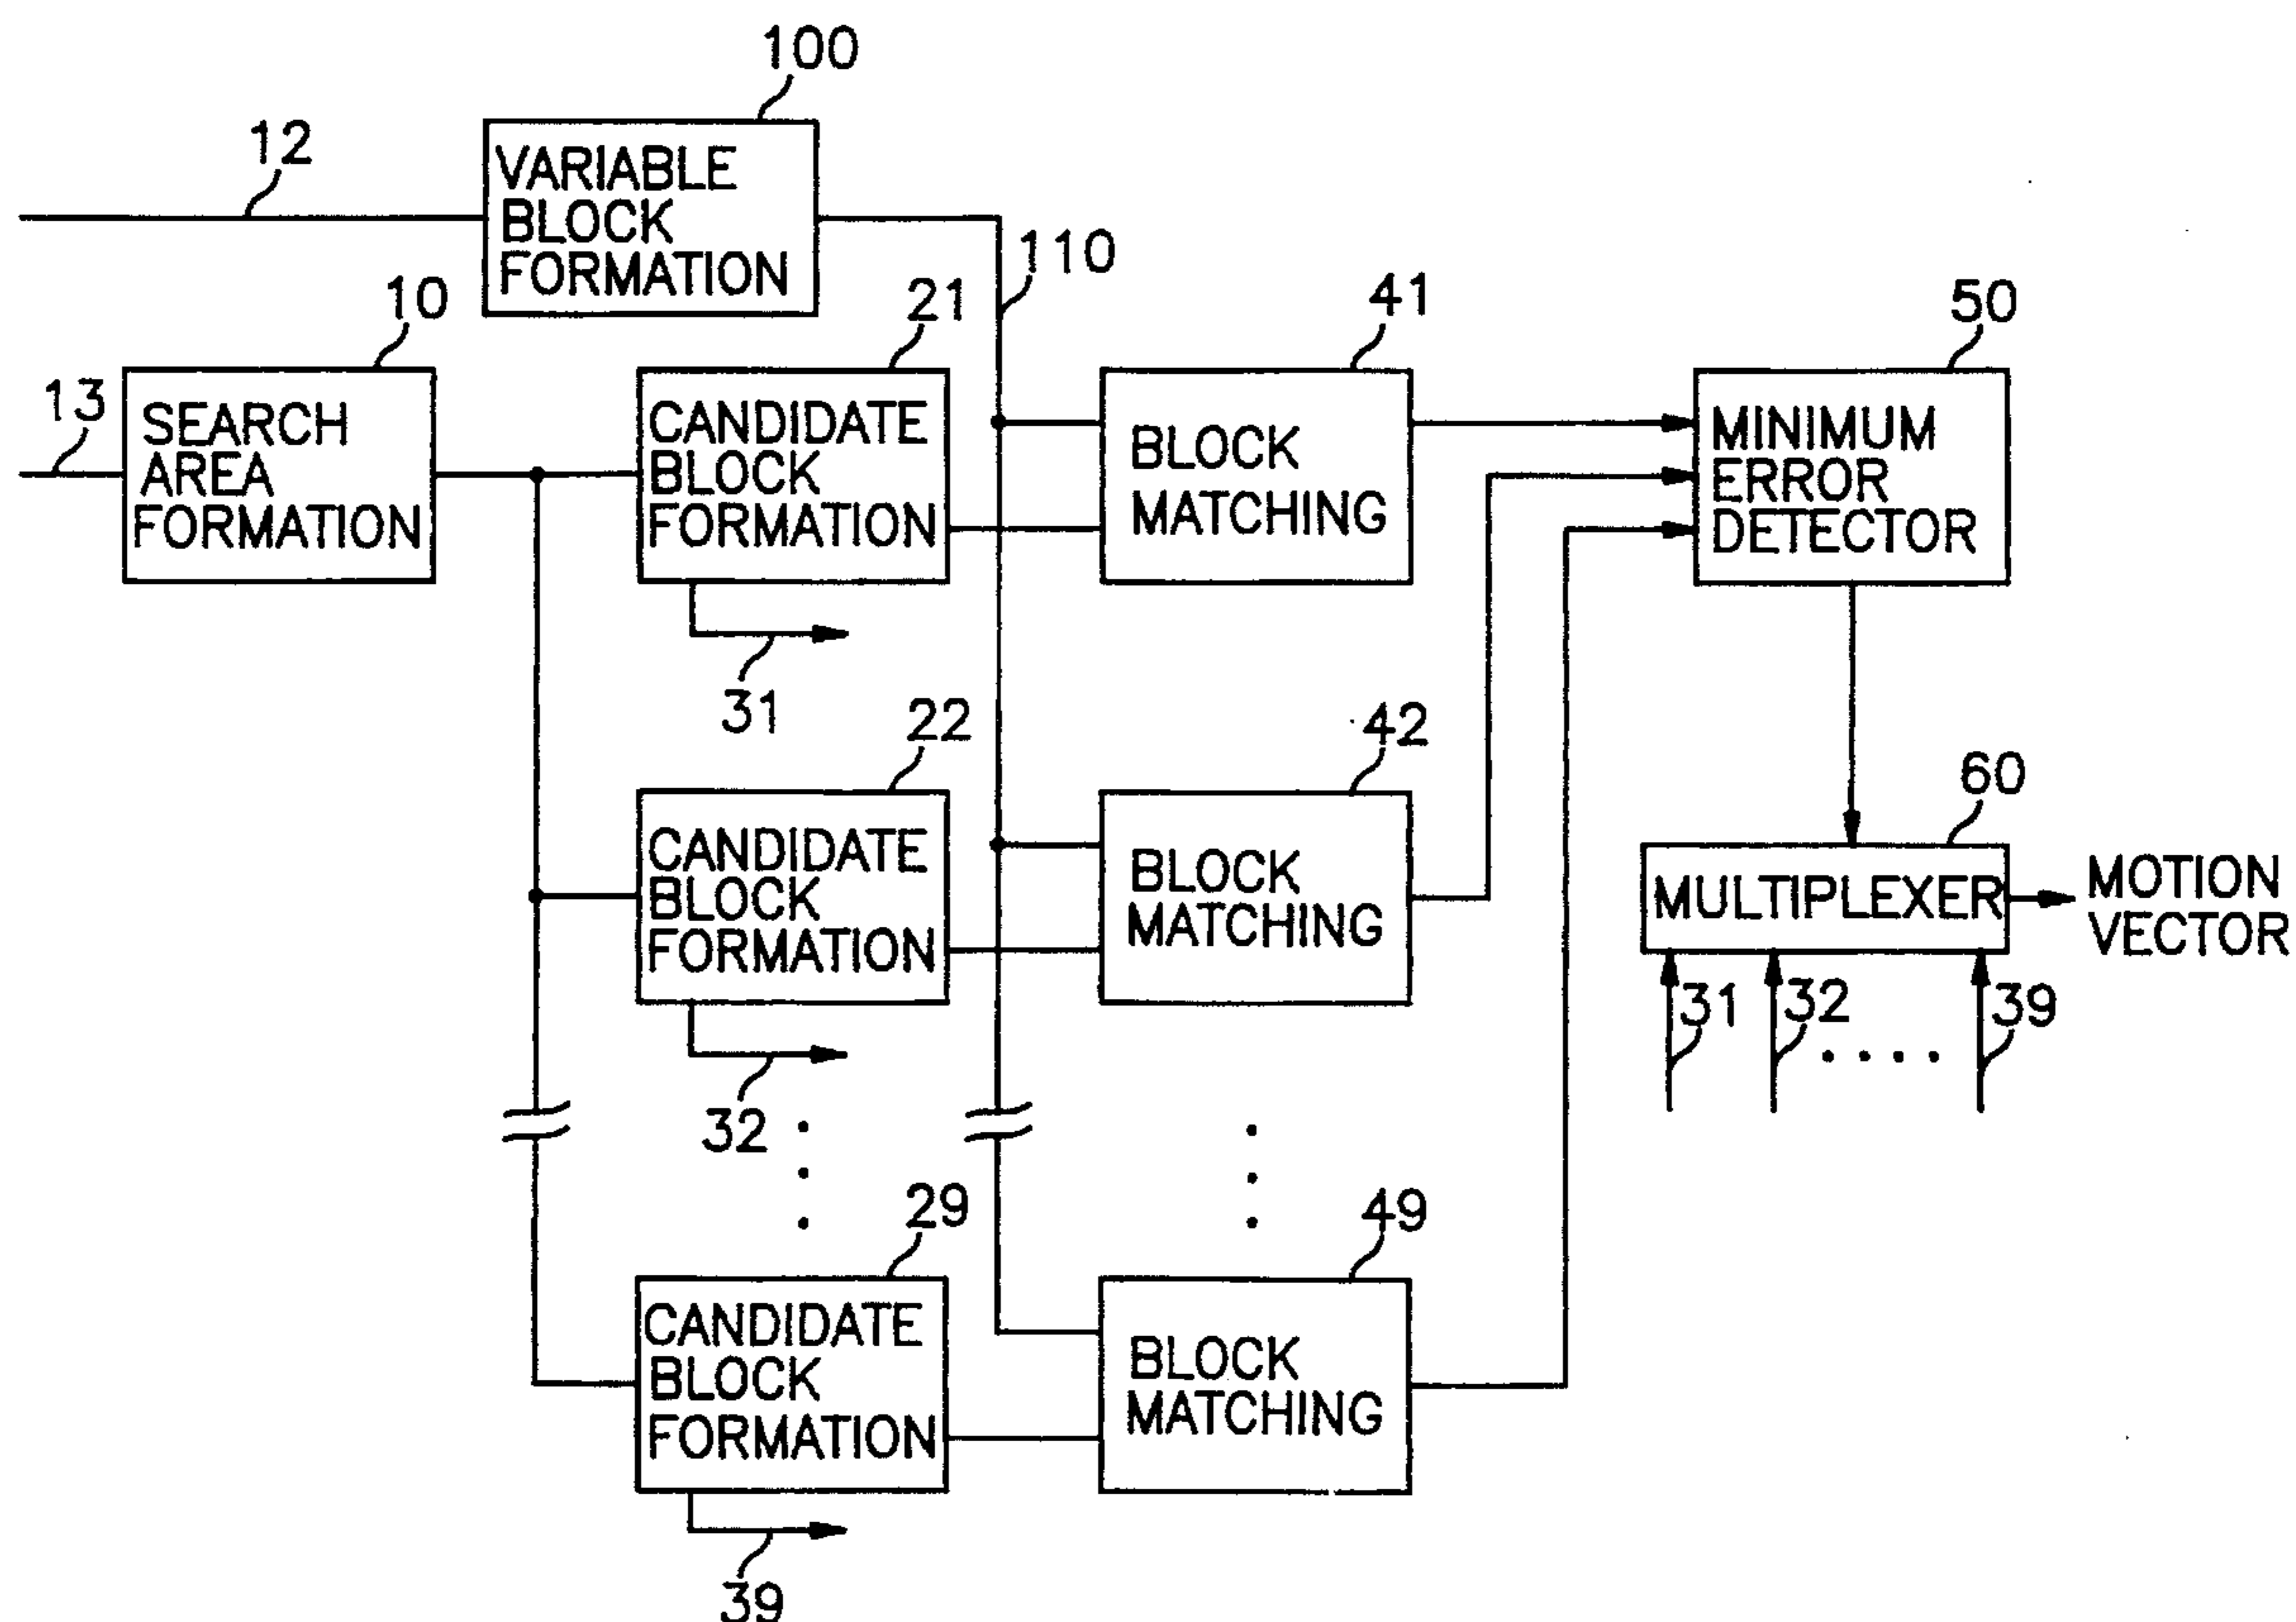 100
12
VARIABLE
BLOCK
FORMATION
110
10
21
41
50
13
SEARCH
AREA
FORMATION
CANDIDATE
BLOCK
FORMATION
BLOCK
MATCHING
MINIMUM
ERROR
DETECTOR
31
22
42
60
CANDIDATE
BLOCK
FORMATION
BLOCK
MATCHING
MULTIPLEXER
MOTION
VECTOR
31
32
. . . .
39
32
29
49
CANDIDATE
BLOCK
FORMATION
BLOCK
MATCHING
39